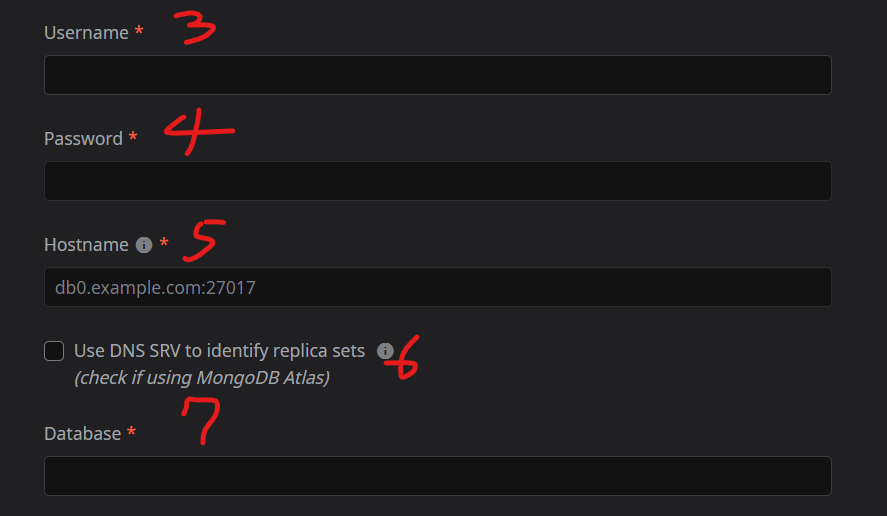 Username * 3
Password * 4
Hostname i * 5
db0.example.com:27017
Use DNS SRV to identify replica sets i 6
(check if using MongoDB Atlas)
Database * 7